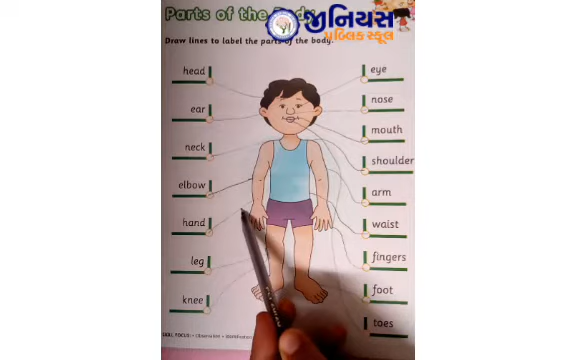 Parts of the Body
જીનિયસ
પબ્લિક સ્કૂલ
Draw lines to label the parts of the body.
head
ear
neck
elbow
hand
leg
knee
eye
nose
mouth
shoulder
arm
waist
fingers
foot
toes